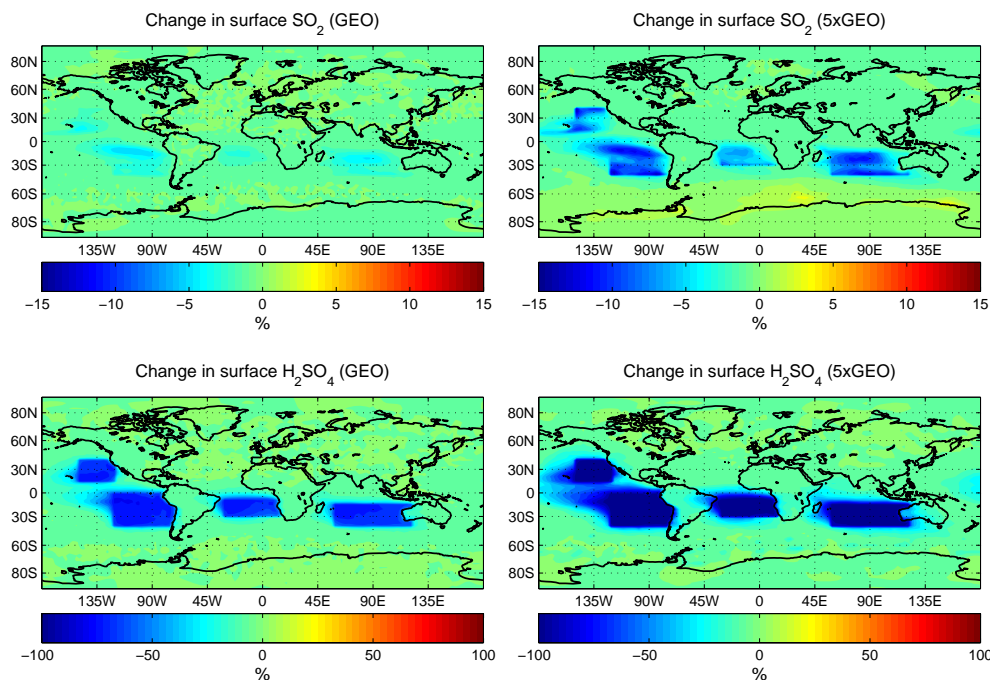 Change in surface SO₂ (GEO)
80N
60N
30N
0
30S
60S
80S
135W 90W 45W 0 45E 90E 135E
−15 −10 −5 0 5 10 15
%
Change in surface SO₂ (5xGEO)
80N
60N
30N
0
30S
60S
80S
135W 90W 45W 0 45E 90E 135E
−15 −10 −5 0 5 10 15
%
Change in surface H₂SO₄ (GEO)
80N
60N
30N
0
30S
60S
80S
135W 90W 45W 0 45E 90E 135E
−100 −50 0 50 100
%
Change in surface H₂SO₄ (5xGEO)
80N
60N
30N
0
30S
60S
80S
135W 90W 45W 0 45E 90E 135E
−100 −50 0 50 100
%